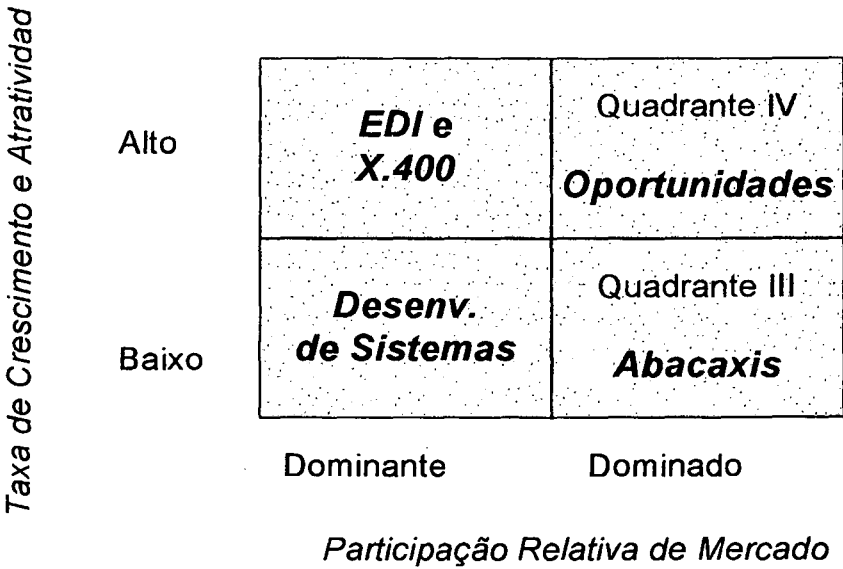 Taxa de Crescimento e Atratividad
Alto
EDI e
X.400
Quadrante IV
Oportunidades
Baixo
Desenv.
de Sistemas
Quadrante III
Abacaxis
Dominante
Dominado
Participação Relativa de Mercado